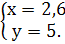 {x = 2,6
y = 5.